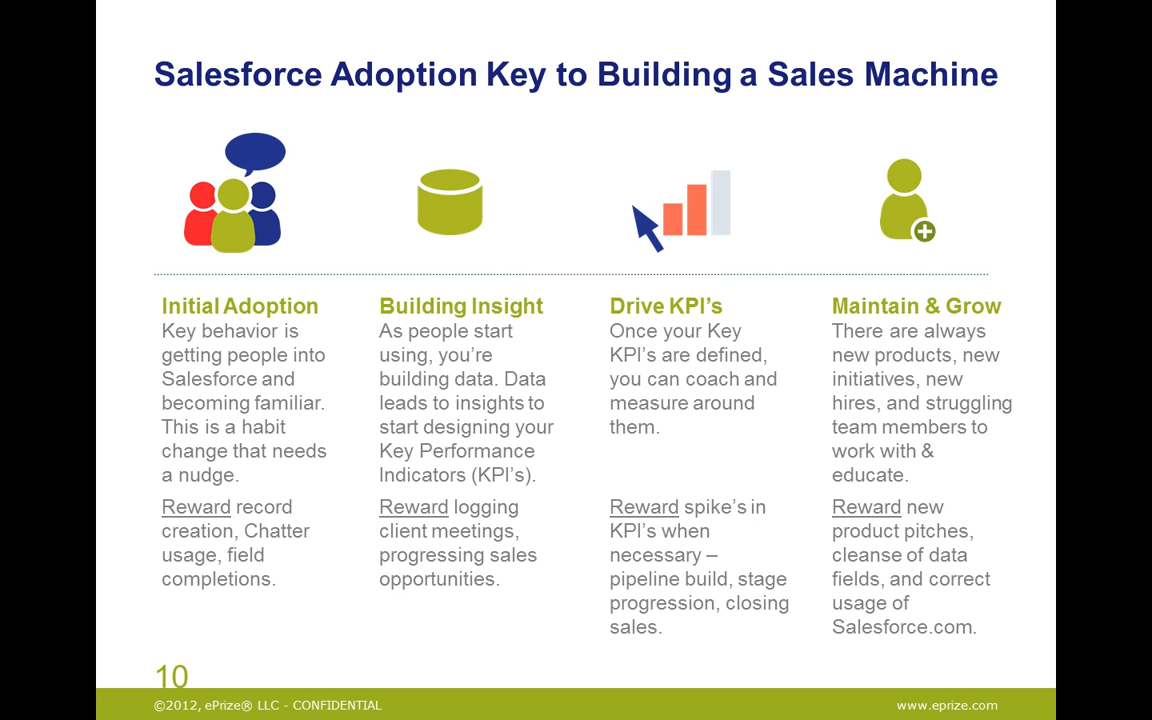 Salesforce Adoption Key to Building a Sales Machine
Initial Adoption
Key behavior is
getting people into
Salesforce and
becoming familiar.
This is a habit
change that needs
a nudge.
Reward record
creation, Chatter
usage, field
completions.
Building Insight
As people start
using, you’re
building data. Data
leads to insights to
start designing your
Key Performance
Indicators (KPI’s).
Reward logging
client meetings,
progressing sales
opportunities.
Drive KPI’s
Once your Key
KPI’s are defined,
you can coach and
measure around
them.
Reward spike’s in
KPI’s when
necessary –
pipeline build, stage
progression, closing
sales.
Maintain & Grow
There are always
new products, new
initiatives, new
hires, and struggling
team members to
work with &
educate.
Reward new
product pitches,
cleanse of data
fields, and correct
usage of
Salesforce.com.
10
©2012, ePrize® LLC - CONFIDENTIAL
www.eprize.com